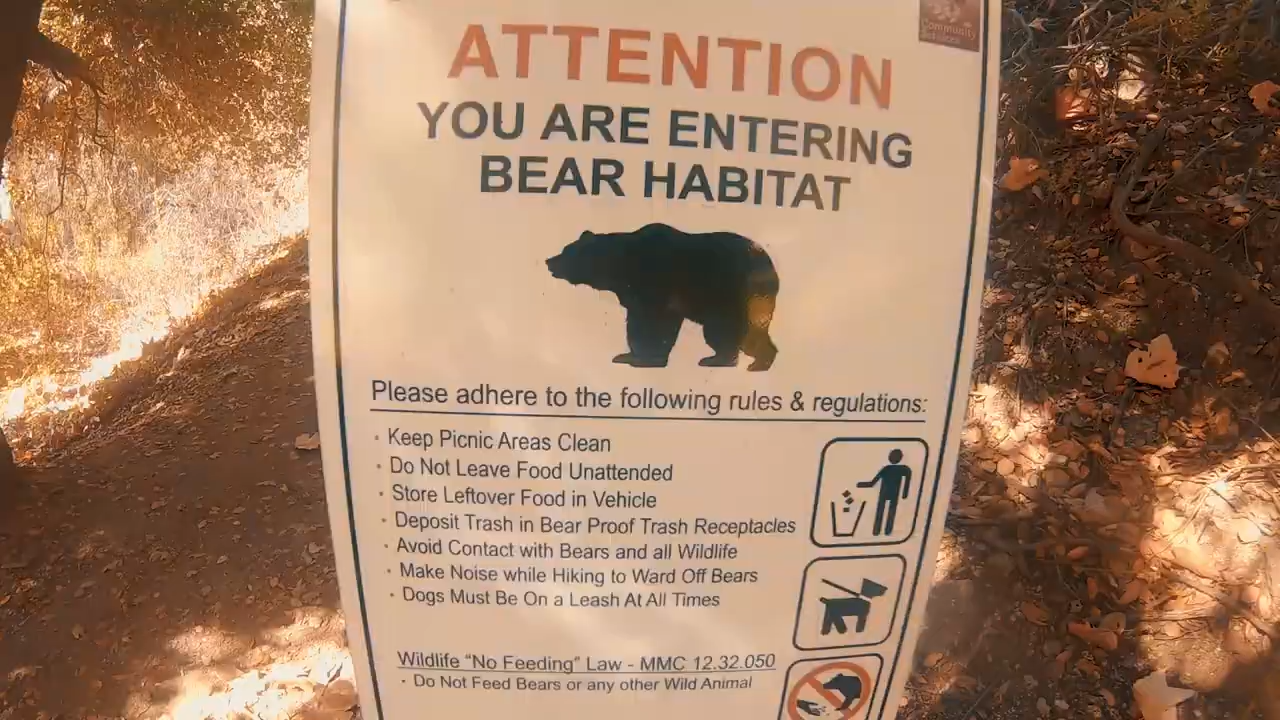 Community
Services
ATTENTION
YOU ARE ENTERING
BEAR HABITAT
Please adhere to the following rules & regulations:
· Keep Picnic Areas Clean
· Do Not Leave Food Unattended
· Store Leftover Food in Vehicle
· Deposit Trash in Bear Proof Trash Receptacles
· Avoid Contact with Bears and all Wildlife
· Make Noise while Hiking to Ward Off Bears
· Dogs Must Be On a Leash At All Times
Wildlife “No Feeding” Law - MMC 12.32.050
· Do Not Feed Bears or any other Wild Animal